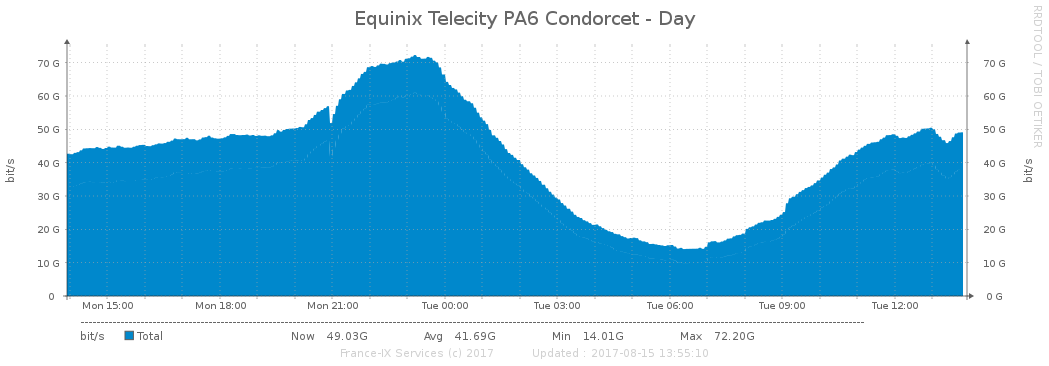 Equinix Telecity PA6 Condorcet - Day
RRDTOOL / TOBI OETIKER
bit/s
70 G 70 G
60 G 60 G
50 G 50 G
40 G 40 G
30 G 30 G
20 G 20 G
10 G 10 G
0 0 G
bit/s
Mon 15:00 Mon 18:00 Mon 21:00 Tue 00:00 Tue 03:00 Tue 06:00 Tue 09:00 Tue 12:00
bit/s Total Now 49.03G Avg 41.69G Min 14.01G Max 72.20G
France-IX Services (c) 2017 Updated : 2017-08-15 13:55:10